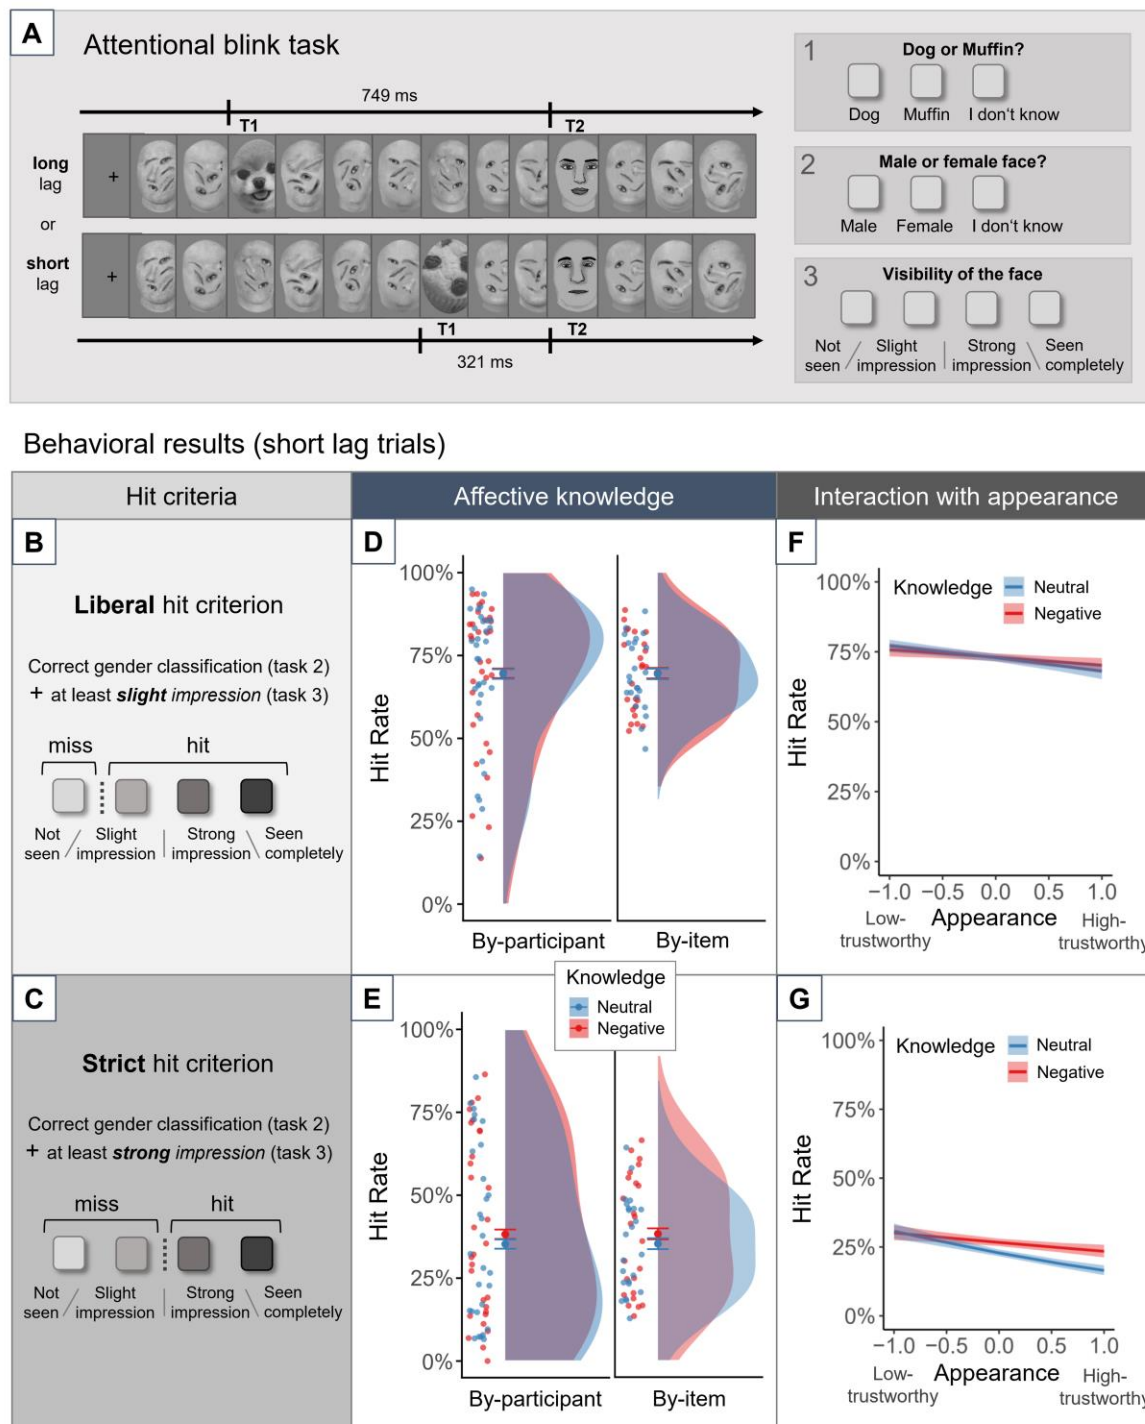 A
Attentional blink task
749 ms
T1
T2
long
lag
+
or
short
lag
+
T1
T2
321 ms
1
Dog or Muffin?
Dog
Muffin
I don't know
2
Male or female face?
Male
Female
I don't know
3
Visibility of the face
Not seen / Slight impression | Strong impression \ Seen completely
Behavioral results (short lag trials)
Hit criteria
Affective knowledge
Interaction with appearance
B
Liberal hit criterion
Correct gender classification (task 2)
+ at least slight impression (task 3)
miss
hit
Not seen / Slight impression | Strong impression \ Seen completely
D
Hit Rate
100%
75%
50%
25%
0%
By-participant
By-item
F
Hit Rate
100%
75%
50%
25%
0%
Knowledge
Neutral
Negative
−1.0 −0.5 0.0 0.5 1.0
Low-trustworthy
Appearance
High-trustworthy
C
Strict hit criterion
Correct gender classification (task 2)
+ at least strong impression (task 3)
miss
hit
Not seen / Slight impression | Strong impression \ Seen completely
E
Knowledge
Neutral
Negative
Hit Rate
100%
75%
50%
25%
0%
By-participant
By-item
G
Hit Rate
100%
75%
50%
25%
0%
Knowledge
Neutral
Negative
−1.0 −0.5 0.0 0.5 1.0
Low-trustworthy
Appearance
High-trustworthy